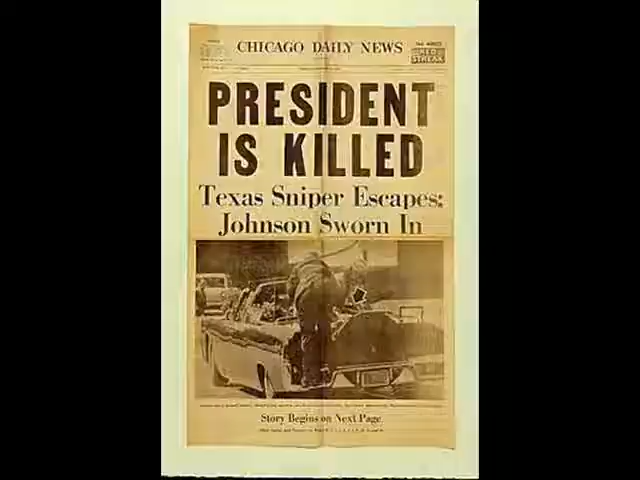 CHICAGO DAILY NEWS
RED
STREAK
PRESIDENT
IS KILLED
Texas Sniper Escapes;
Johnson Sworn In
Story Begins on Next Page